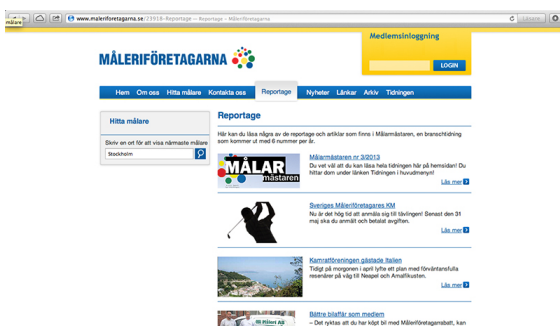 målare
www.maleriforetagarna.se/23918-Reportage — Reportage - Måleriföretagarna
Läsare
Medlemsinloggning
MÅLERIFÖRETAGARNA
LOGIN
Hem Om oss Hitta målare Kontakta oss Reportage Nyheter Länkar Arkiv Tidningen
Hitta målare
Skriv en ort för att visa närmaste målare
Stockholm
Reportage
Här kan du läsa några av de reportage och artiklar som finns i Målarmästaren, en branschtidning
som kommer ut med 6 nummer per år.
MÅLAR
mästaren
Målarmästaren nr 3/2013
Du vet väl att du kan läsa hela tidningen här på hemsidan! Du
hittar dom under länken Tidningen i huvudmenyn!
Läs mer
Sveriges Måleriföretagares KM
Nu är det hög tid att anmäla sig till tävlingen! Senast den 31
maj ska du anmält och betalat avgiften.
Läs mer
Kamratföreningen gästade Italien
Tidigt på morgonen i april lyfte ett plan med förväntansfulla
resenärer på väg till Neapel och Amalfikusten.
Läs mer
Bättre bilaffär som medlem
– Det ryktas att du har köpt bil med Måleriföretagarnabatt, kan